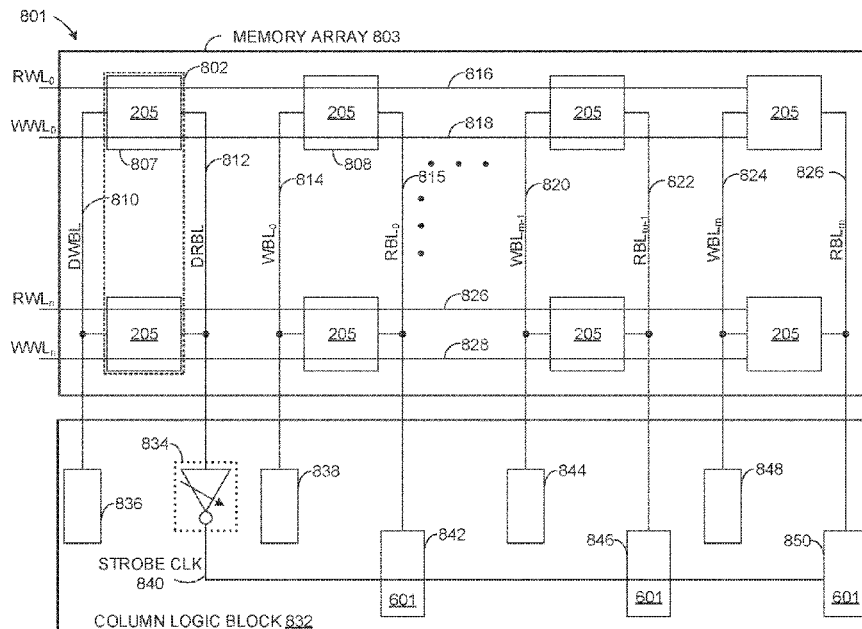 801
MEMORY ARRAY 803
802
816
RWL0
205 205 205 205
WWL0
818
807 812 808
814 815 820 822 824 826
810
DWBL DRBL WBL0 RBL0 WBLm-1 RBLm-1 WBLm RBLm
RWLn
826
205 205 205 205
WWLn
828
834
838 844 848
836
842 846 850
STROBE CLK
840
601 601 601
COLUMN LOGIC BLOCK 832